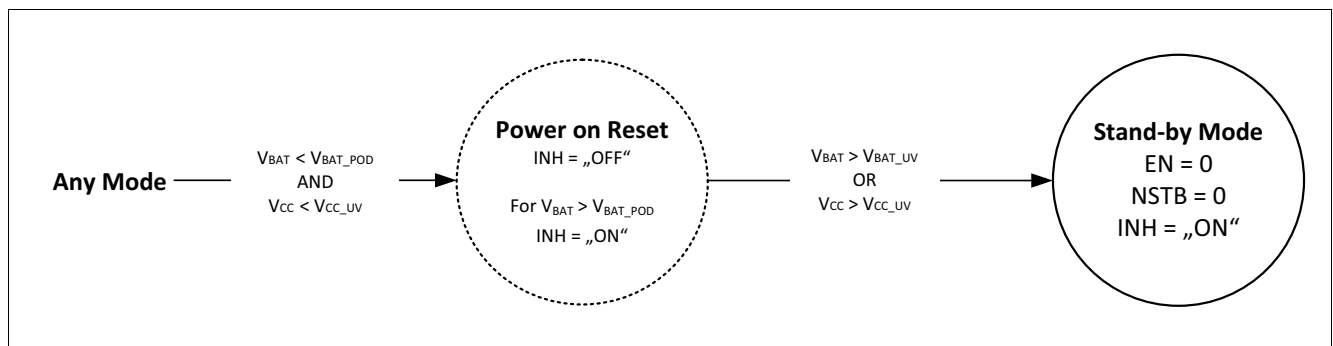 Any Mode
VBAT < VBAT_POD
AND
VCC < VCC_UV
Power on Reset
INH = „OFF“
For VBAT > VBAT_POD
INH = „ON“
VBAT > VBAT_UV
OR
VCC > VCC_UV
Stand-by Mode
EN = 0
NSTB = 0
INH = „ON“